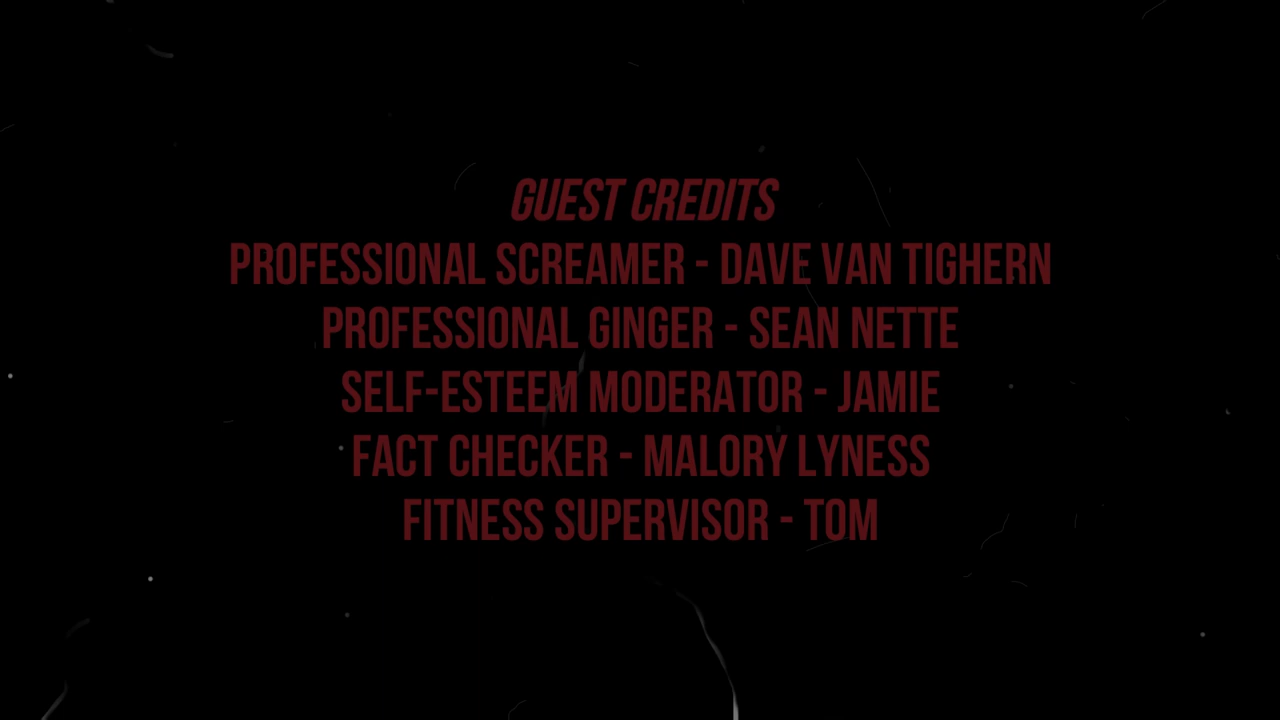 GUEST CREDITS
PROFESSIONAL SCREAMER - DAVE VAN TIGHERN
PROFESSIONAL GINGER - SEAN NETTE
SELF-ESTEEM MODERATOR - JAMIE
FACT CHECKER - MALORY LYNESS
FITNESS SUPERVISOR - TOM